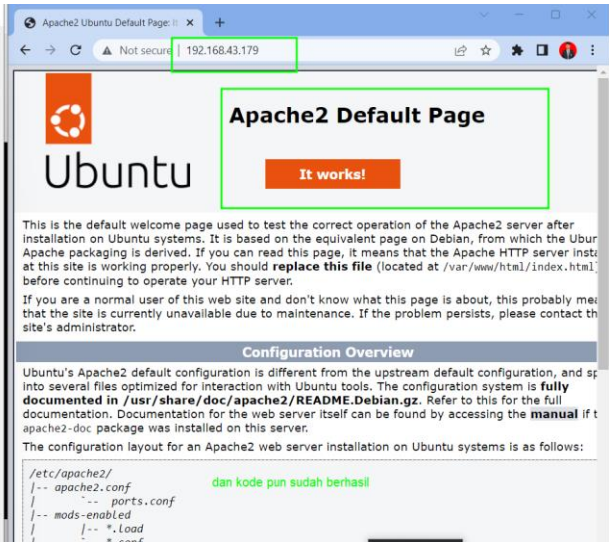 Apache2 Ubuntu Default Page: It
Not secure | 192.168.43.179
Apache2 Default Page
Ubuntu
It works!
This is the default welcome page used to test the correct operation of the Apache2 server after
installation on Ubuntu systems. It is based on the equivalent page on Debian, from which the Ubun
Apache packaging is derived. If you can read this page, it means that the Apache HTTP server insta
at this site is working properly. You should replace this file (located at /var/www/html/index.html)
before continuing to operate your HTTP server.
If you are a normal user of this web site and don't know what this page is about, this probably mea
that the site is currently unavailable due to maintenance. If the problem persists, please contact th
site's administrator.
Configuration Overview
Ubuntu's Apache2 default configuration is different from the upstream default configuration, and sp
into several files optimized for interaction with Ubuntu tools. The configuration system is fully
documented in /usr/share/doc/apache2/README.Debian.gz. Refer to this for the full
documentation. Documentation for the web server itself can be found by accessing the manual if t
apache2-doc package was installed on this server.
The configuration layout for an Apache2 web server installation on Ubuntu systems is as follows:
/etc/apache2/
|-- apache2.conf
dan kode pun sudah berhasil
|       `--  ports.conf
|-- mods-enabled
|       |-- *.load
|       `-- *.conf